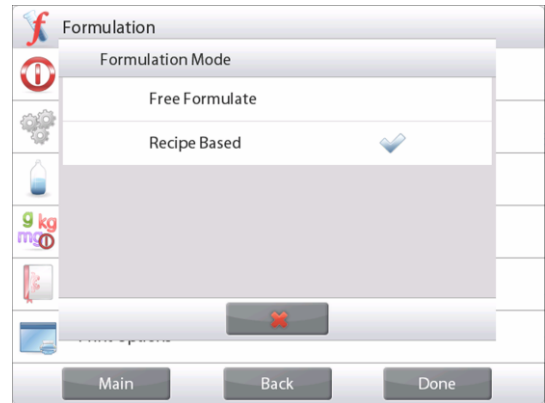 Formulation
Formulation Mode
Free Formulate
Recipe Based
g kg
mg
Main
Back
Done